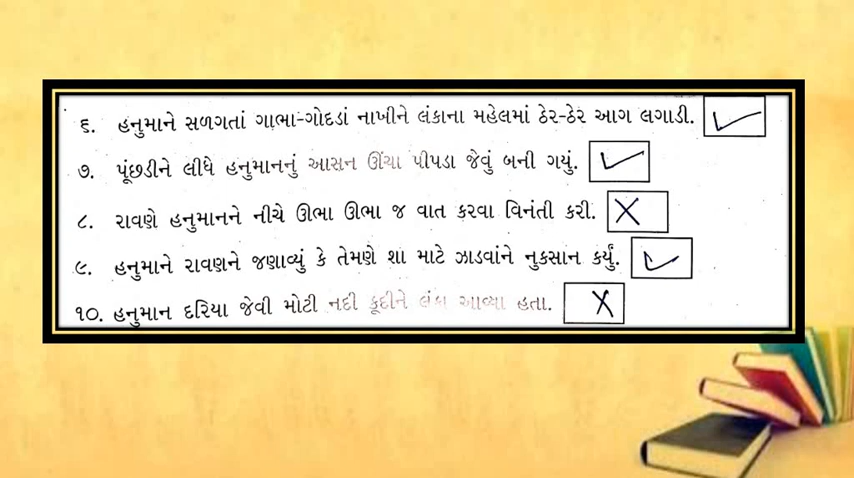 ૬. હનુમાને સળગતાં ગાભા-ગોદડાં નાખીને લંકાના મહેલમાં ઠેર-ઠેર આગ લગાડી. ✓
૭. પૂંછડીને લીધે હનુમાનનું આસન ઊંચા પીપડા જેવું બની ગયું. ✓
૮. રાવણે હનુમાનને નીચે ઊભા ઊભા જ વાત કરવા વિનંતી કરી. ✗
૯. હનુમાને રાવણને જણાવ્યું કે તેમણે શા માટે ઝાડવાંને નુકસાન કર્યું. ✓
૧૦. હનુમાન દરિયા જેવી મોટી નદી કૂદીને લંકા આવ્યા હતા. ✗